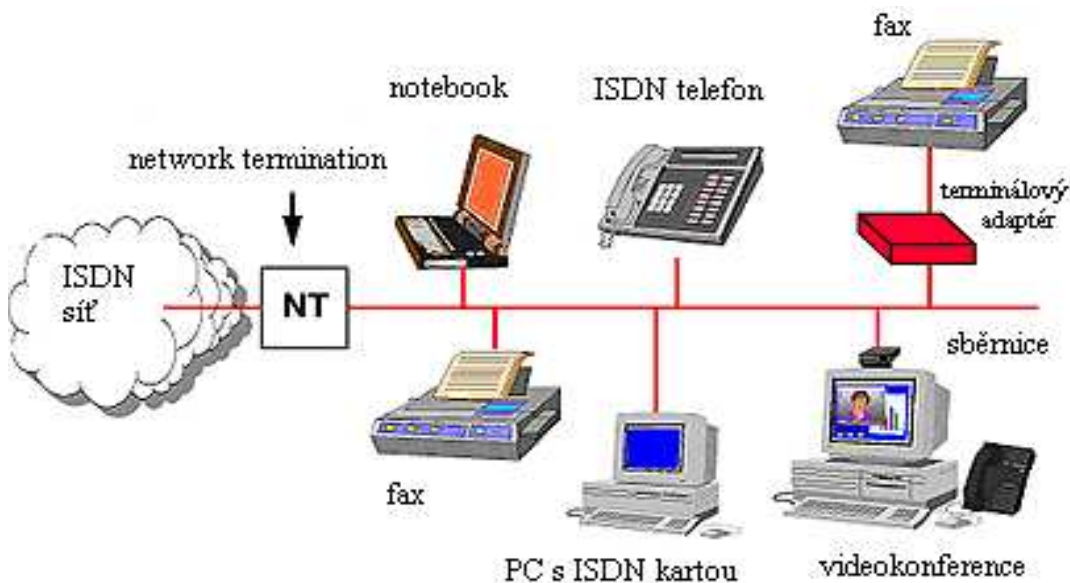 fax
notebook
ISDN telefon
network termination
terminálový
adaptér
ISDN
síť
NT
sběrnice
fax
PC s ISDN kartou
videokonference